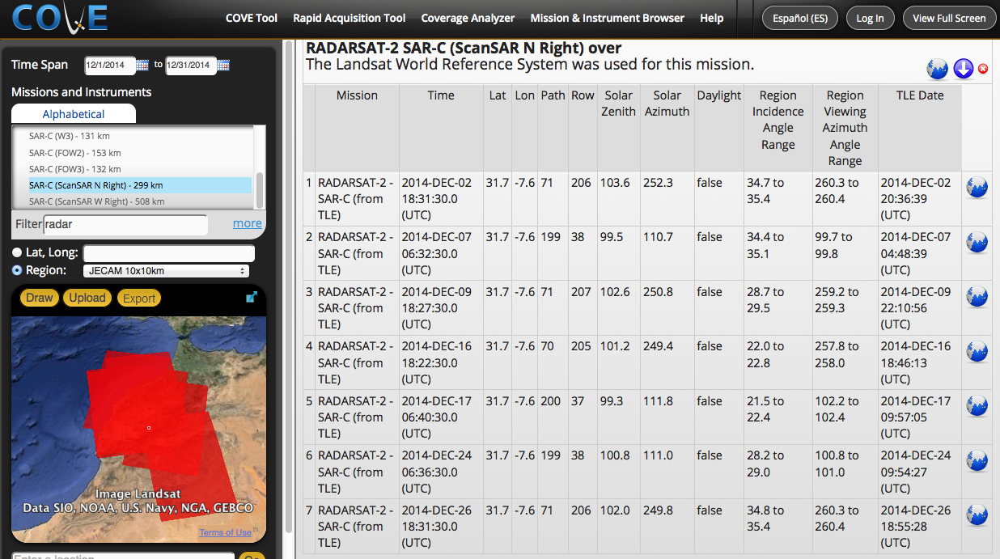 COVE
COVE Tool
Rapid Acquisition Tool
Coverage Analyzer
Mission & Instrument Browser
Help
Español (ES)
Log In
View Full Screen
Time Span 12/1/2014 to 12/31/2014
Missions and Instruments
Alphabetical
SAR-C (W3) - 131 km
SAR-C (FOW2) - 153 km
SAR-C (FOW3) - 132 km
SAR-C (ScanSAR N Right) - 299 km
SAR-C (ScanSAR W Right) - 508 km
Filter radar more
Lat, Long:
Region: JECAM 10x10km
Draw Upload Export
Image Landsat
Data SIO, NOAA, U.S. Navy, NGA, GEBCO
Terms of Use
Enter a location
Go
RADARSAT-2 SAR-C (ScanSAR N Right) over
The Landsat World Reference System was used for this mission.
Mission Time Lat Lon Path Row Solar Solar Daylight Region Region TLE Date
Zenith Azimuth Incidence Viewing
Angle Azimuth
Range Angle
Range
1 RADARSAT-2 - 2014-DEC-02 31.7 -7.6 71 206 103.6 252.3 false 34.7 to 260.3 to 2014-DEC-02
SAR-C (from 18:31:30.0 35.4 260.4 20:36:39
TLE) (UTC) (UTC)
2 RADARSAT-2 - 2014-DEC-07 31.7 -7.6 199 38 99.5 110.7 false 34.4 to 99.7 to 2014-DEC-07
SAR-C (from 06:32:30.0 35.1 99.8 04:48:39
TLE) (UTC) (UTC)
3 RADARSAT-2 - 2014-DEC-09 31.7 -7.6 71 207 102.6 250.8 false 28.7 to 259.2 to 2014-DEC-09
SAR-C (from 18:27:30.0 29.5 259.3 22:10:56
TLE) (UTC) (UTC)
4 RADARSAT-2 - 2014-DEC-16 31.7 -7.6 70 205 101.2 249.4 false 22.0 to 257.8 to 2014-DEC-16
SAR-C (from 18:22:30.0 22.8 258.0 18:46:13
TLE) (UTC) (UTC)
5 RADARSAT-2 - 2014-DEC-17 31.7 -7.6 200 37 99.3 111.8 false 21.5 to 102.2 to 2014-DEC-17
SAR-C (from 06:40:30.0 22.4 102.4 09:57:05
TLE) (UTC) (UTC)
6 RADARSAT-2 - 2014-DEC-24 31.7 -7.6 199 38 100.8 111.0 false 28.2 to 100.8 to 2014-DEC-24
SAR-C (from 06:36:30.0 29.0 101.0 09:54:27
TLE) (UTC) (UTC)
7 RADARSAT-2 - 2014-DEC-26 31.7 -7.6 71 206 102.0 249.8 false 34.8 to 260.3 to 2014-DEC-26
SAR-C (from 18:31:30.0 35.4 260.4 18:55:28
TLE) (UTC) (UTC)